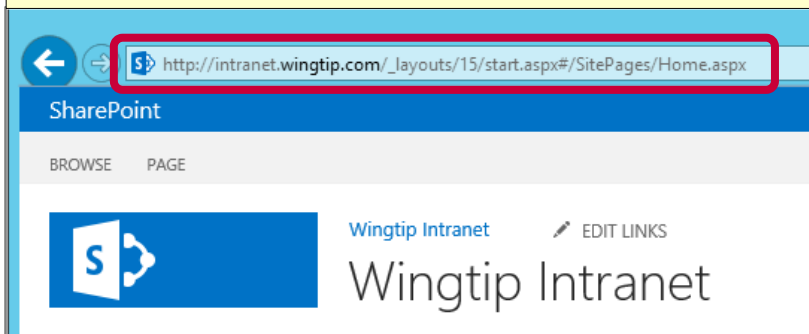 http://intranet.wingtip.com/_layouts/15/start.aspx#/SitePages/Home.aspx
SharePoint
BROWSE PAGE
Wingtip Intranet EDIT LINKS
Wingtip Intranet